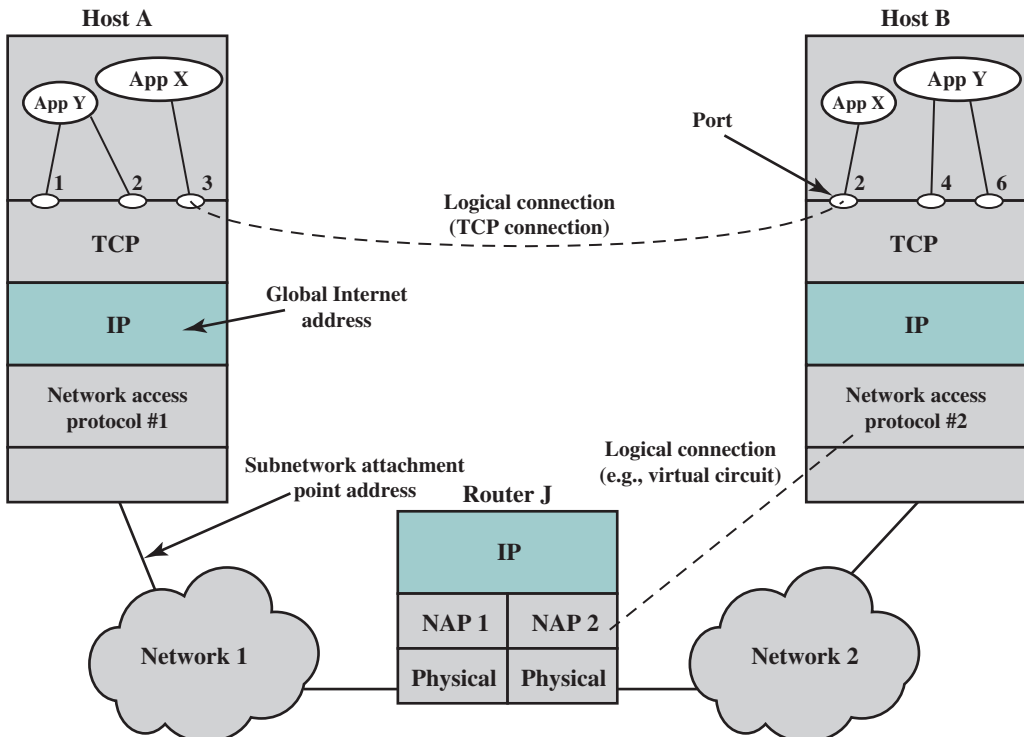 Host A
Host B
App X
App Y
App Y
App X
Port
1
2
3
2
4
6
Logical connection
(TCP connection)
TCP
TCP
Global Internet
address
IP
IP
Network access
protocol #1
Network access
protocol #2
Logical connection
(e.g., virtual circuit)
Subnetwork attachment
point address
Router J
IP
NAP 1
NAP 2
Network 1
Network 2
Physical
Physical